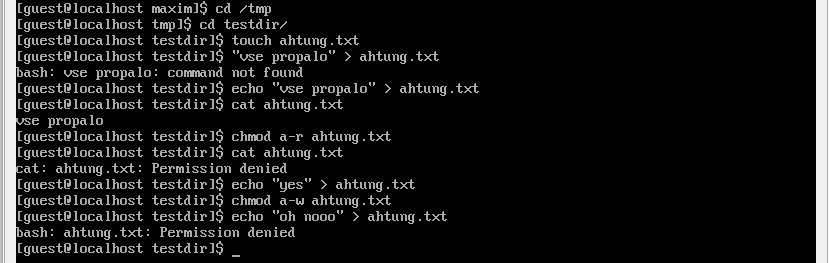 [guest@localhost maxim]$ cd /tmp
[guest@localhost tmp]$ cd testdir/
[guest@localhost testdir]$ touch ahtung.txt
[guest@localhost testdir]$ "vse propalo" > ahtung.txt
bash: vse propalo: command not found
[guest@localhost testdir]$ echo "vse propalo" > ahtung.txt
[guest@localhost testdir]$ cat ahtung.txt
vse propalo
[guest@localhost testdir]$ chmod a-r ahtung.txt
[guest@localhost testdir]$ cat ahtung.txt
cat: ahtung.txt: Permission denied
[guest@localhost testdir]$ echo "yes" > ahtung.txt
[guest@localhost testdir]$ chmod a-w ahtung.txt
[guest@localhost testdir]$ echo "oh nooo" > ahtung.txt
bash: ahtung.txt: Permission denied
[guest@localhost testdir]$ _